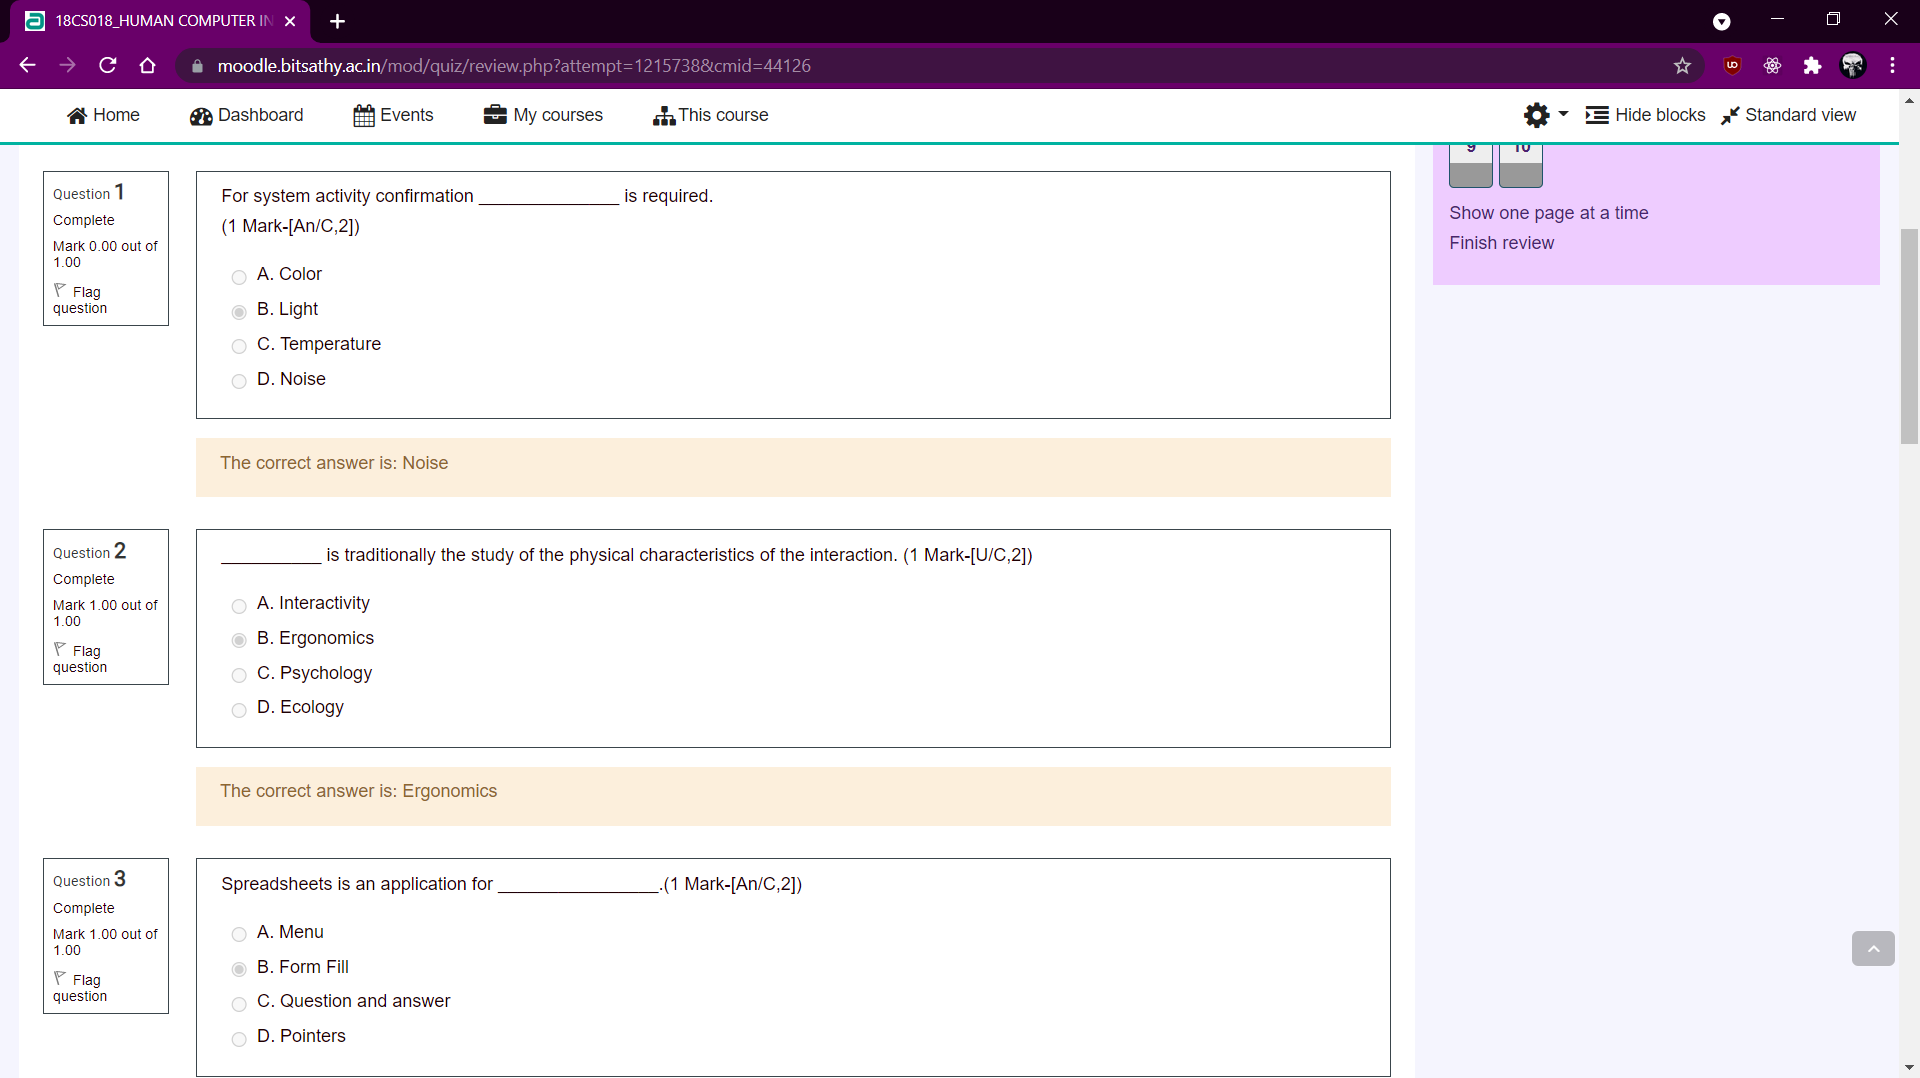 18CS018_HUMAN COMPUTER IN
moodle.bitsathy.ac.in/mod/quiz/review.php?attempt=1215738&cmid=44126
Home
Dashboard
Events
My courses
This course
Hide blocks
Standard view
9
10
Show one page at a time
Finish review
Question 1
Complete
Mark 0.00 out of
1.00
Flag
question
For system activity confirmation ______________ is required.
(1 Mark-[An/C,2])
A. Color
B. Light
C. Temperature
D. Noise
The correct answer is: Noise
Question 2
Complete
Mark 1.00 out of
1.00
Flag
question
__________ is traditionally the study of the physical characteristics of the interaction. (1 Mark-[U/C,2])
A. Interactivity
B. Ergonomics
C. Psychology
D. Ecology
The correct answer is: Ergonomics
Question 3
Complete
Mark 1.00 out of
1.00
Flag
question
Spreadsheets is an application for ________________.(1 Mark-[An/C,2])
A. Menu
B. Form Fill
C. Question and answer
D. Pointers